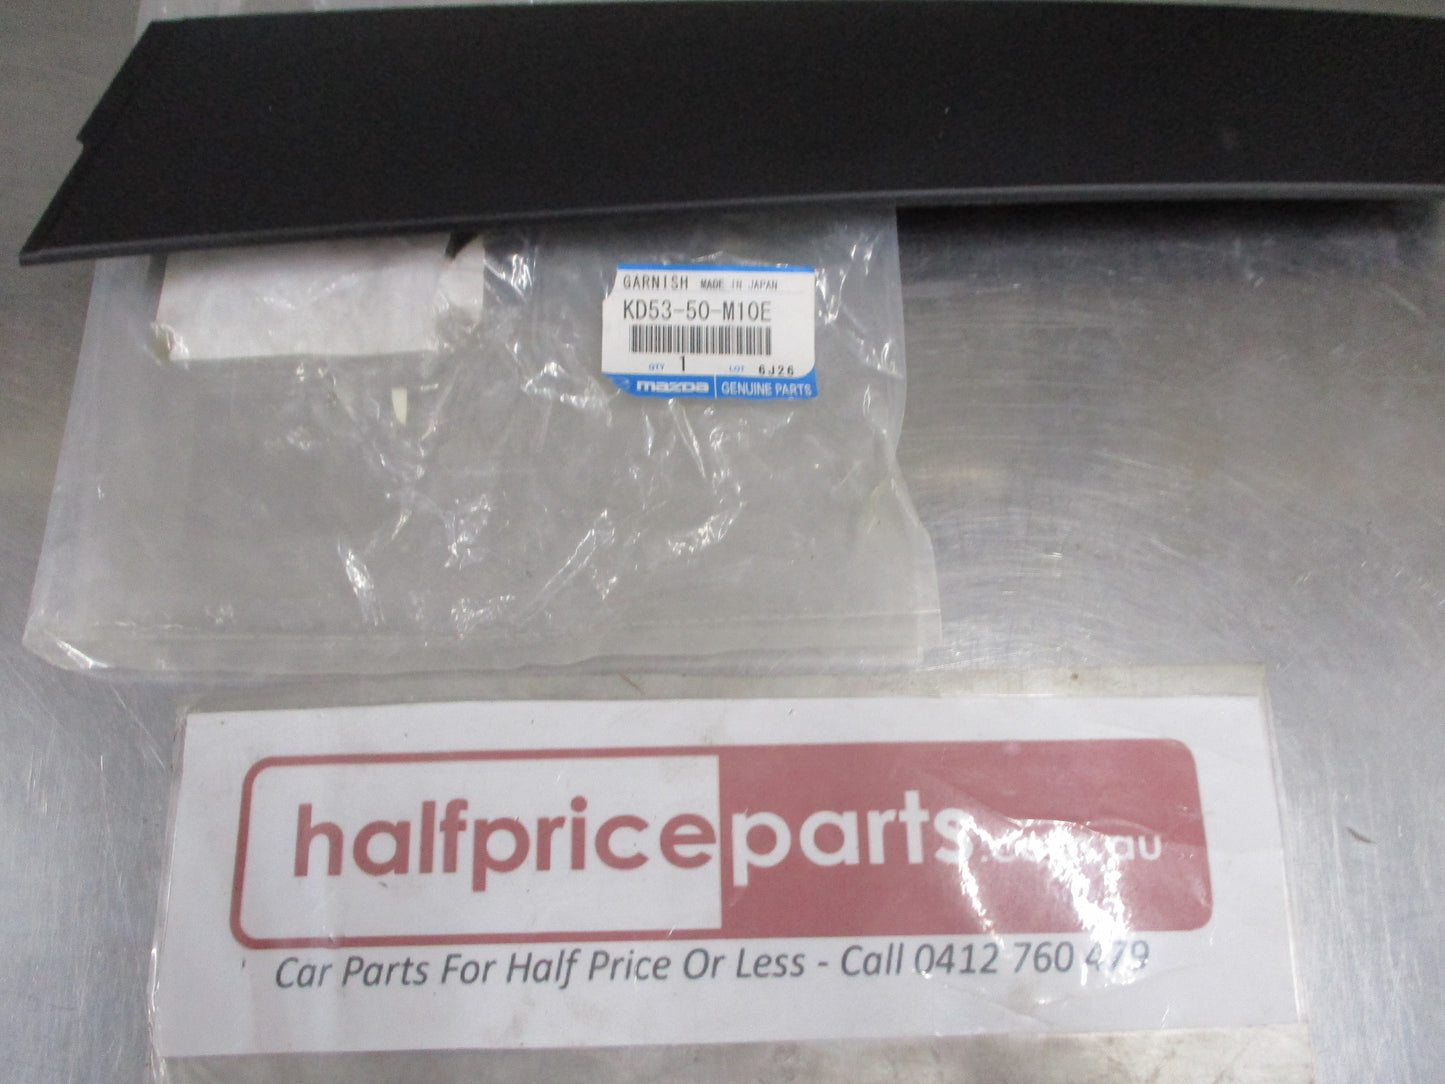 GARNISH MADE IN JAPAN
KD53-50-M10E
QTY 1 LOT 6J26
mazda GENUINE PARTS
halfpriceparts.com.au
Car Parts For Half Price Or Less - Call 0412 760 479